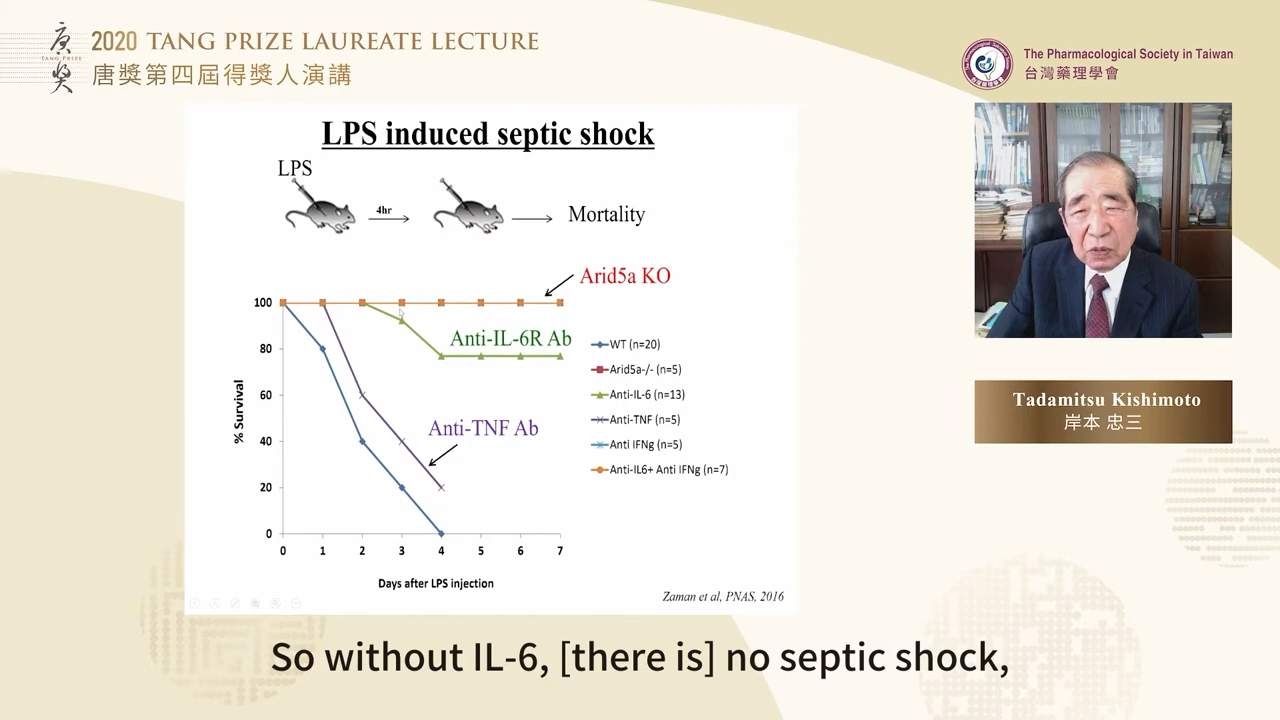 唐獎
TANG PRIZE
2020 TANG PRIZE LAUREATE LECTURE
唐獎第四屆得獎人演講
The Pharmacological Society in Taiwan
台灣藥理學會
LPS induced septic shock
LPS
4hr
Mortality
Arid5a KO
Anti-IL-6R Ab
Anti-TNF Ab
% Survival
100
80
60
40
20
0
0 1 2 3 4 5 6 7
Days after LPS injection
WT (n=20)
Arid5a-/- (n=5)
Anti-IL-6 (n=13)
Anti-TNF (n=5)
Anti IFNg (n=5)
Anti-IL6+ Anti IFNg (n=7)
Zaman et al, PNAS, 2016
Tadamitsu Kishimoto
岸本 忠三
So without IL-6, [there is] no septic shock,